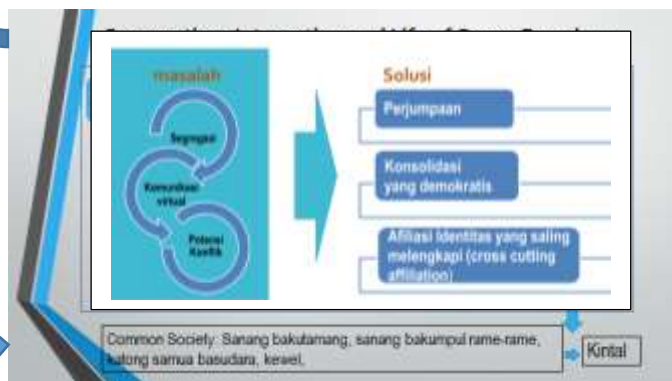 masalah
Segregasi
Komunikasi
virtual
Potensi
Konflik
Solusi
Perjumpaan
Konsolidasi
yang demokratis
Afiliasi Identitas yang saling
melengkapi (cross cutting
affiliation)
Common Society: Sanang bakutamang, sanang bakumpul rame-rame,
katong samua basudara, kewel,
Kintal